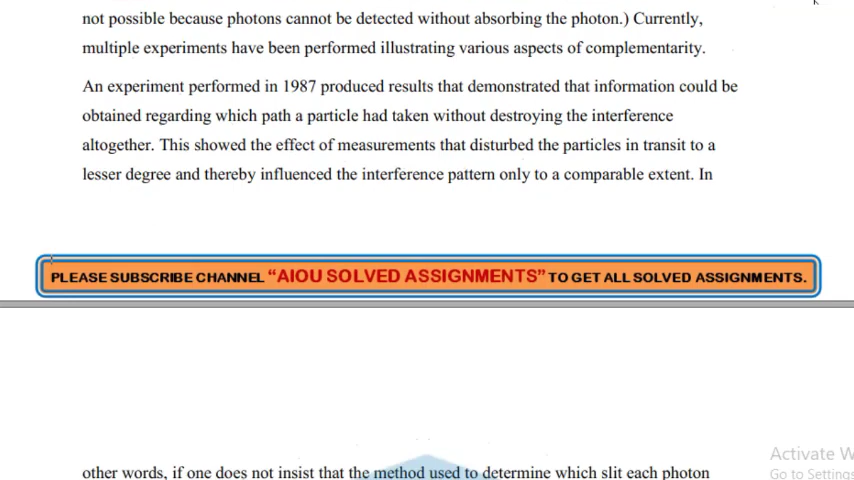 not possible because photons cannot be detected without absorbing the photon.) Currently,
multiple experiments have been performed illustrating various aspects of complementarity.
An experiment performed in 1987 produced results that demonstrated that information could be
obtained regarding which path a particle had taken without destroying the interference
altogether. This showed the effect of measurements that disturbed the particles in transit to a
lesser degree and thereby influenced the interference pattern only to a comparable extent. In
PLEASE SUBSCRIBE CHANNEL “AIOU SOLVED ASSIGNMENTS” TO GET ALL SOLVED ASSIGNMENTS.
Activate W
other words, if one does not insist that the method used to determine which slit each photon
Go to Settings